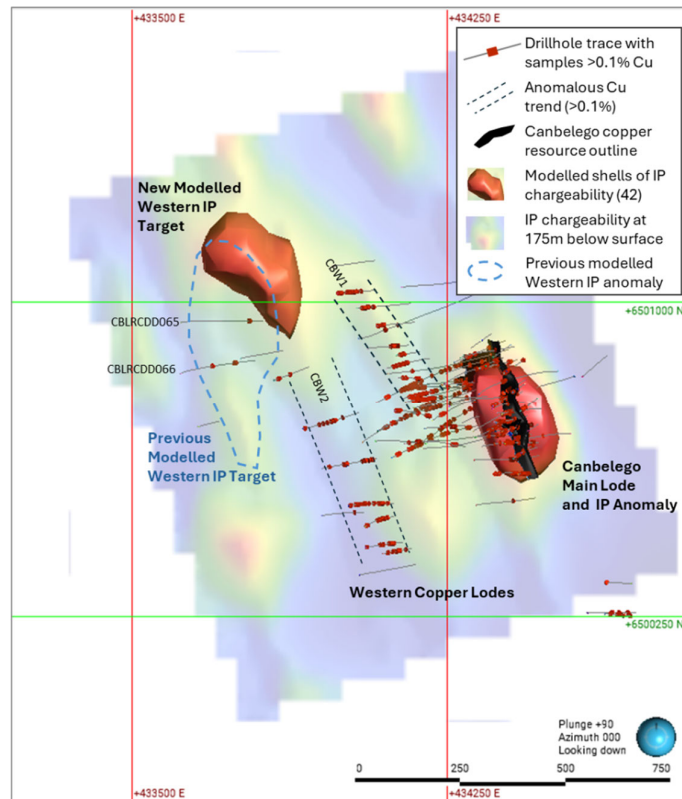 +433500 E
+434250 E
Drillhole trace with
samples >0.1% Cu
Anomalous Cu
trend (>0.1%)
Canbelego copper
resource outline
Modelled shells of IP
chargeability (42)
IP chargeability at
175m below surface
Previous modelled
Western IP anomaly
New Modelled
Western IP
Target
CBW1
+6501000 N
CBLRCDD065
CBLRCDD066
CBW2
Previous
Modelled
Western IP Target
Canbelego
Main Lode
and IP Anomaly
Western Copper Lodes
+6500250 N
Plunge +90
Azimuth 000
Looking down
0
250
500
750
+433500 E
+434250 E